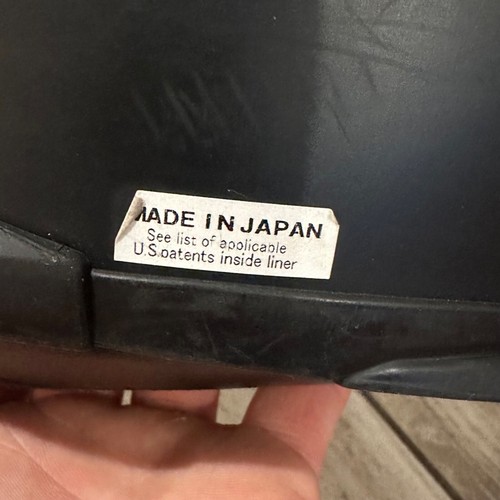 MADE IN JAPAN
See list of applicable
U.S.patents inside liner